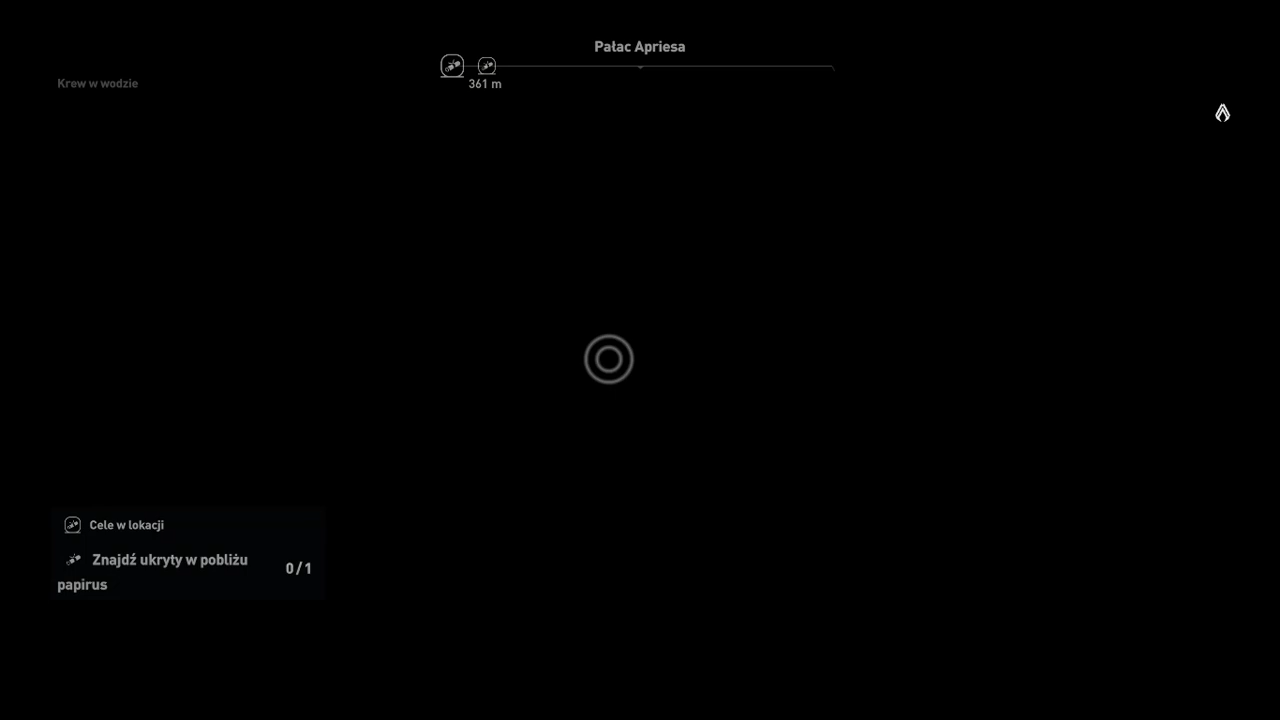 Pałac Apriesa
361 m
Krew w wodzie
Cele w lokacji
Znajdź ukryty w pobliżu
papirus
0/1